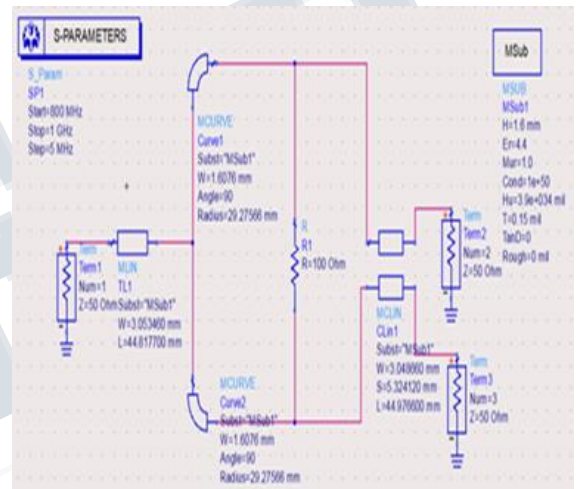 S-PARAMETERS
S_Param
SP1
Start=800 MHz
Stop=1 GHz
Step=5 MHz
MSub
MSUB
MSub1
H=1.6 mm
Er=4.4
Mur=1.0
Cond=1e+50
Hu=3.9e+034 mil
T=0.15 mil
TanD=0
Rough=0 mil
MCURVE
Curve1
Subst="MSub1"
W=1.6076 mm
Angle=90
Radius=29.27566 mm
R
R1
R=100 Ohm
Term
Term1
Num=1
Z=50 Ohm
MLIN
TL1
Subst="MSub1"
W=3.053460 mm
L=44.817700 mm
Term
Term2
Num=2
Z=50 Ohm
MCLIN
CLin1
Subst="MSub1"
W=3.048660 mm
S=5.324120 mm
L=44.976600 mm
Term
Term3
Num=3
Z=50 Ohm
MCURVE
Curve2
Subst="MSub1"
W=1.6076 mm
Angle=90
Radius=29.27566 mm